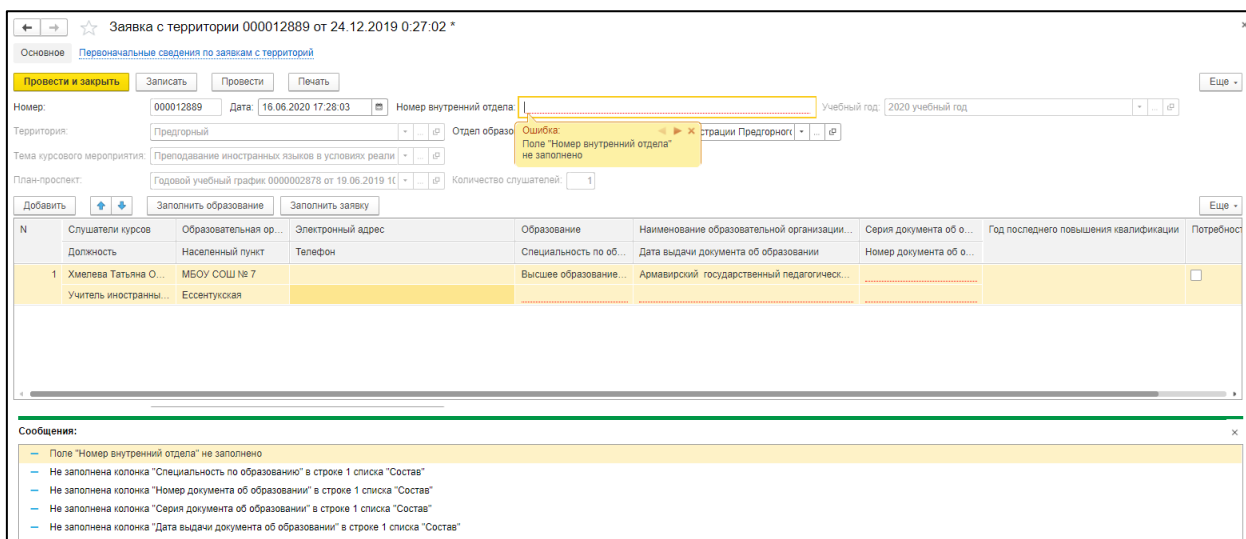 Заявка с территории 000012889 от 24.12.2019 0:27:02 *
Основное Первоначальные сведения по заявкам с территорий
Провести и закрыть Записать Провести Печать Еще
Номер: 000012889 Дата: 16.06.2020 17:28:03 Номер внутренний отдела: Учебный год: 2020 учебный год
Территория: Предгорный Отдел образо страции Предгорног
Ошибка:
Поле "Номер внутренний отдела"
не заполнено
Тема курсового мероприятия: Преподавание иностранных языков в условиях реали
План-проспект: Годовой учебный график 0000002878 от 19.06.2019 1( Количество слушателей: 1
Добавить Заполнить образование Заполнить заявку Еще
N Слушатели курсов Образовательная ор... Электронный адрес Образование Наименование образовательной организации... Серия документа об о... Год последнего повышения квалификации Потребност
Должность Населенный пункт Телефон Специальность по об... Дата выдачи документа об образовании Номер документа об о...
1 Хмелева Татьяна О... МБОУ СОШ № 7 Высшее образование... Армавирский государственный педагогическ...
Учитель иностранны... Ессентукская
Сообщения:
Поле "Номер внутренний отдела" не заполнено
Не заполнена колонка "Специальность по образованию" в строке 1 списка "Состав"
Не заполнена колонка "Номер документа об образовании" в строке 1 списка "Состав"
Не заполнена колонка "Серия документа об образовании" в строке 1 списка "Состав"
Не заполнена колонка "Дата выдачи документа об образовании" в строке 1 списка "Состав"